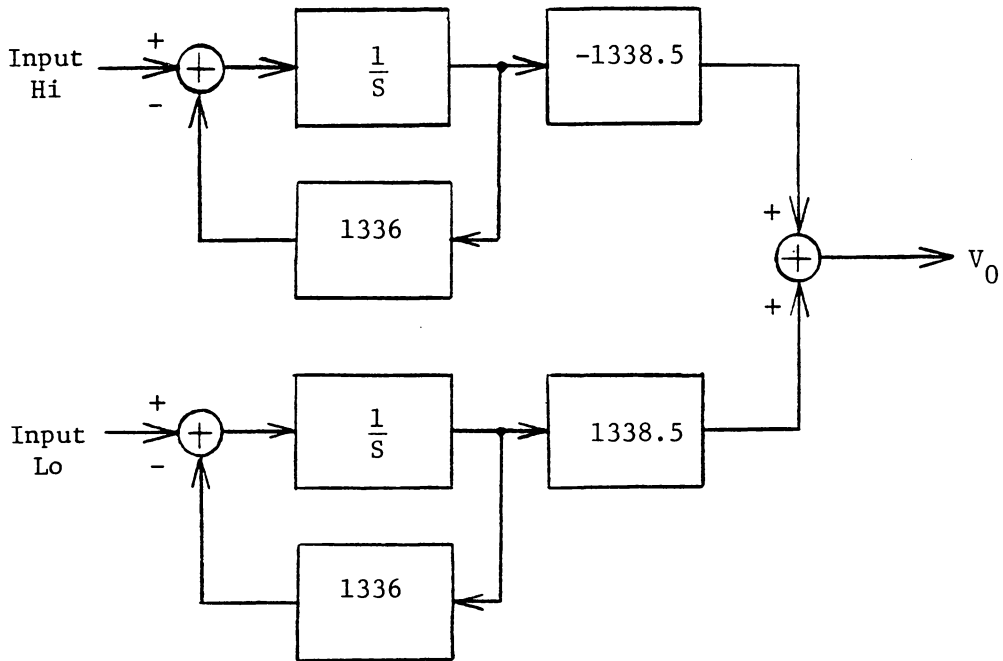 Input
Hi
+
-
+
1
S
-1338.5
1336
+
+
+
V0
Input
Lo
+
-
+
1
S
1338.5
1336